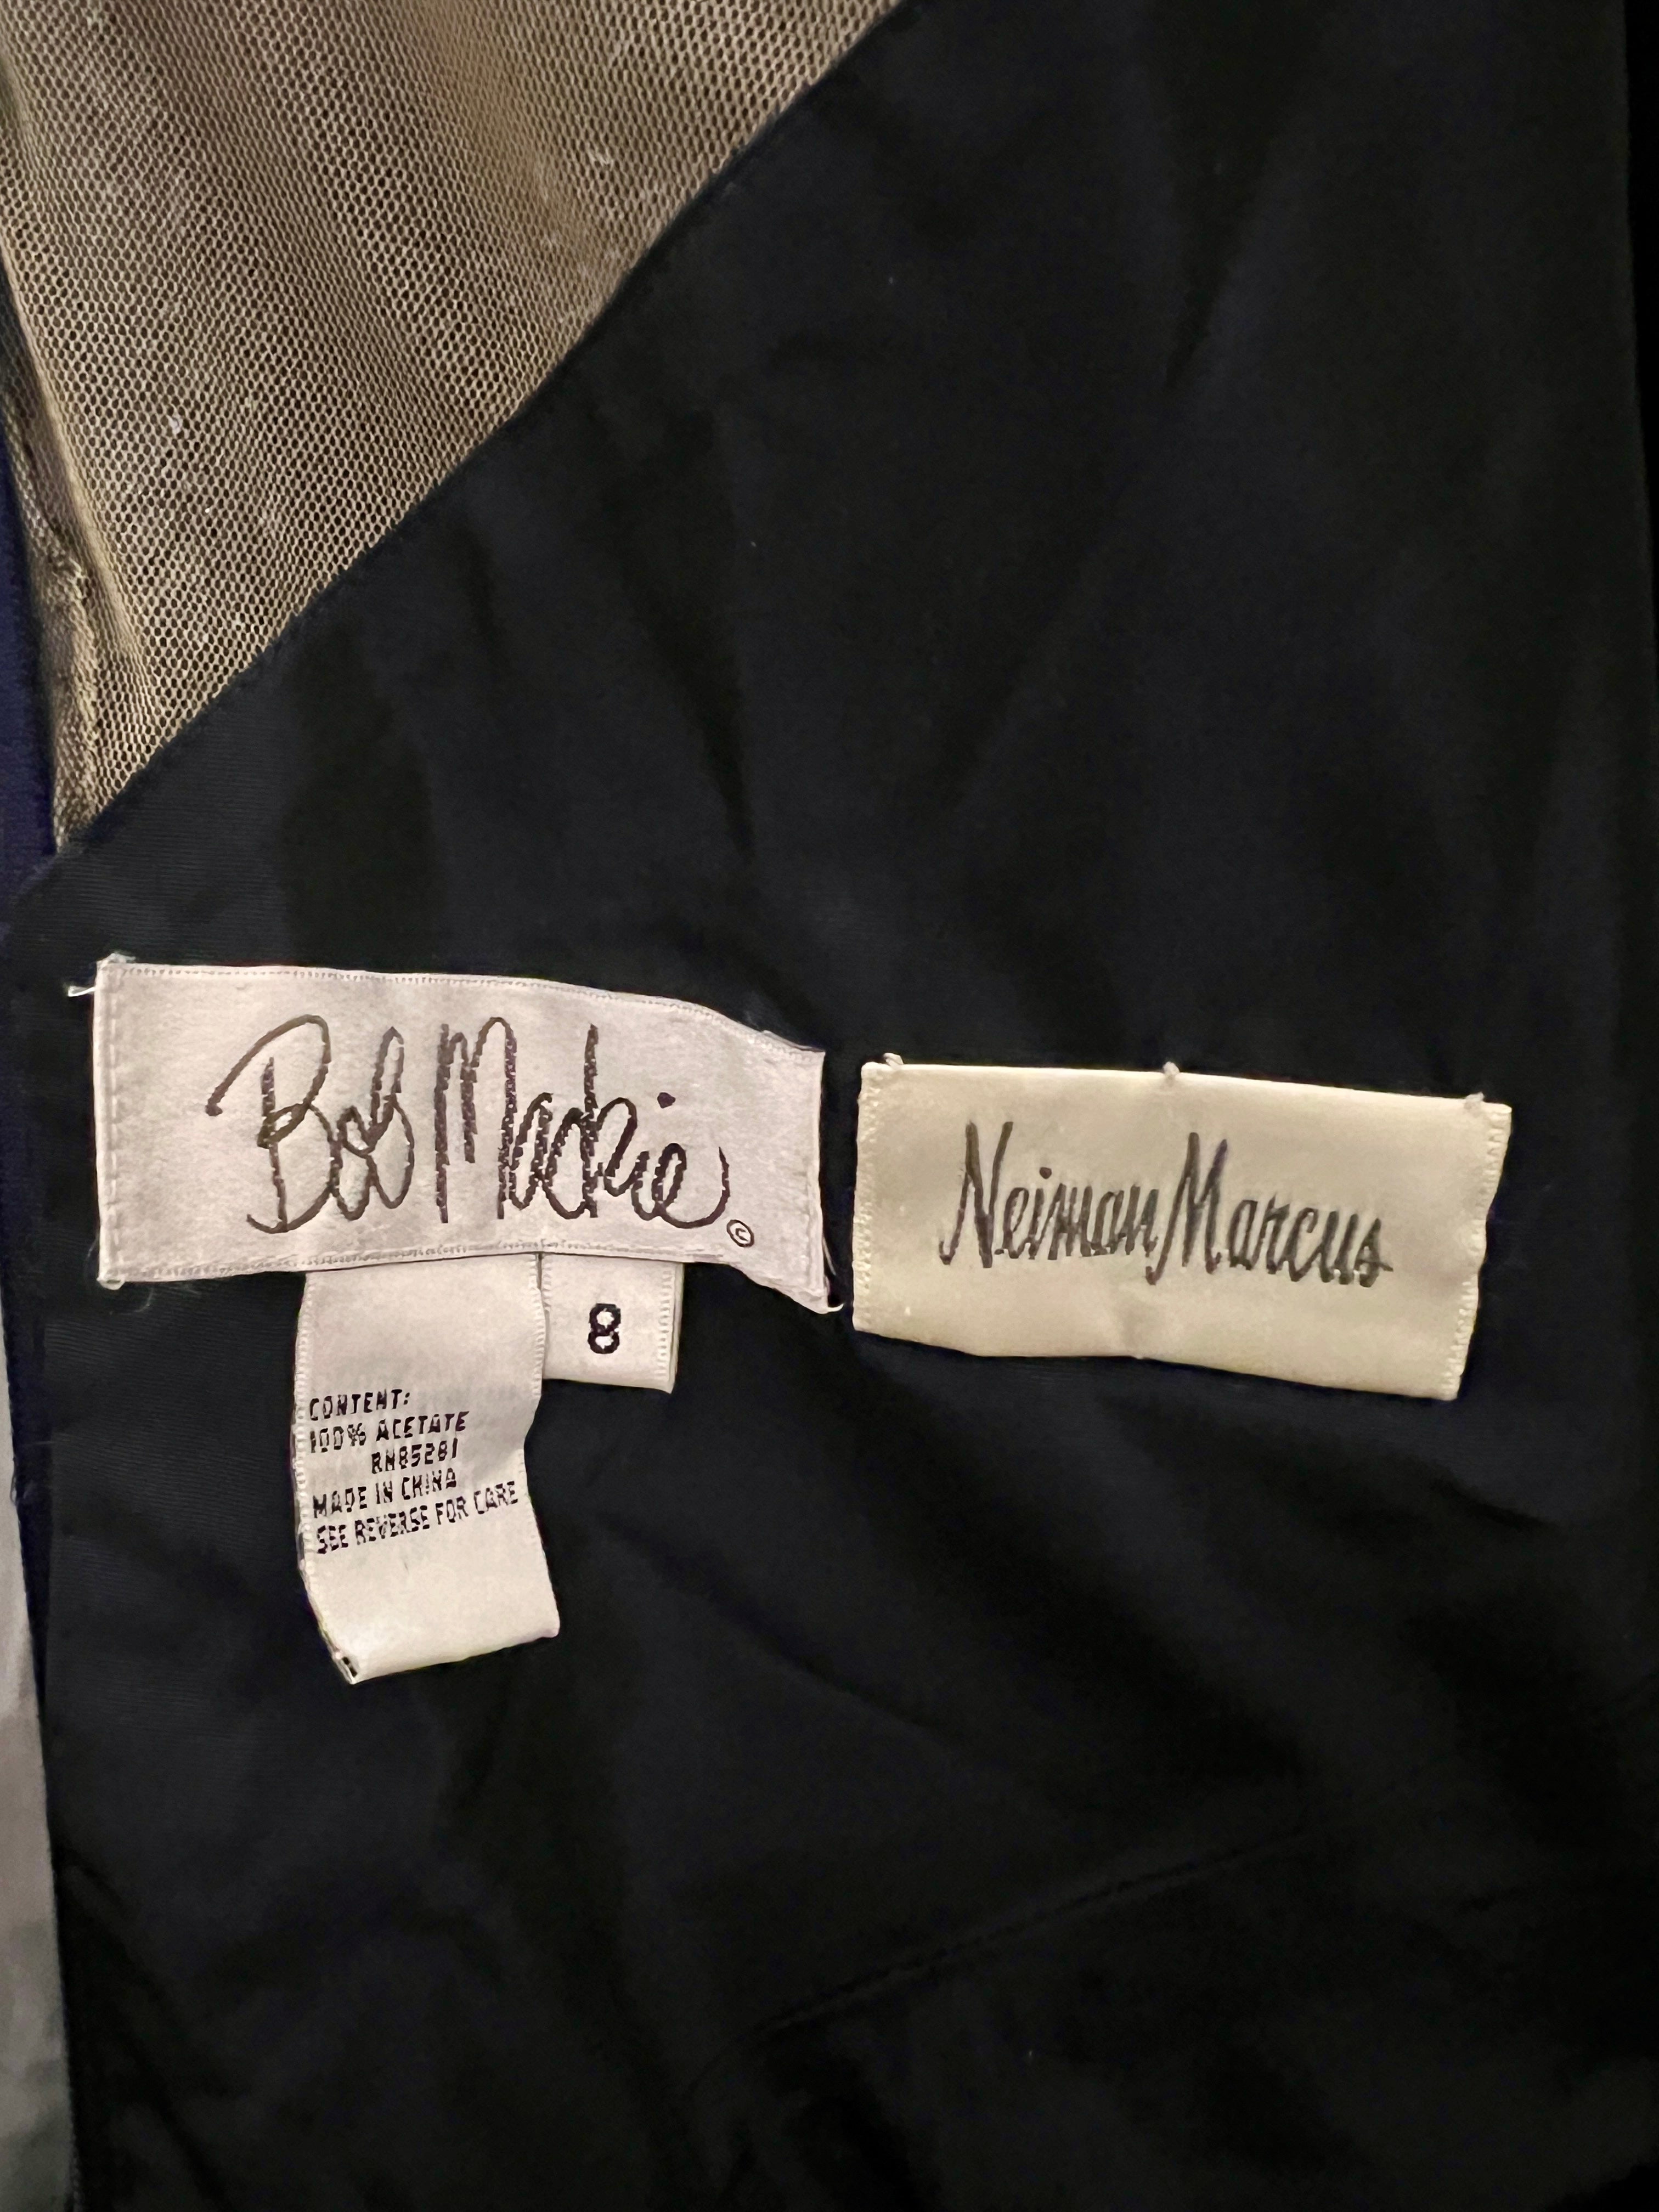 Bob Mackie ©
Neiman Marcus
8
CONTENT:
100% ACETATE
RN85281
MADE IN CHINA
SEE REVERSE FOR CARE